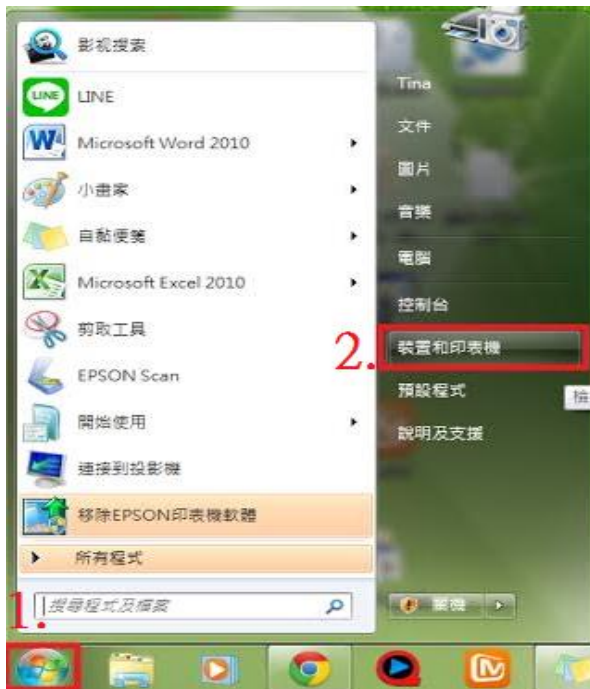 影視搜索
LINE
Microsoft Word 2010
小畫家
自黏便箋
Microsoft Excel 2010
剪取工具
EPSON Scan
開始使用
連接到投影機
移除EPSON印表機軟體
所有程式
搜尋程式及檔案
1.
Tina
文件
圖片
音樂
電腦
控制台
2.
裝置和印表機
預設程式
檢
說明及支援
關機